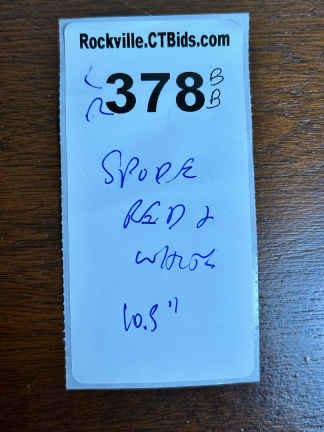 Rockville.CTBids.com
L
R 378 B
B
SPODE
RED &
WHITE
10.5"